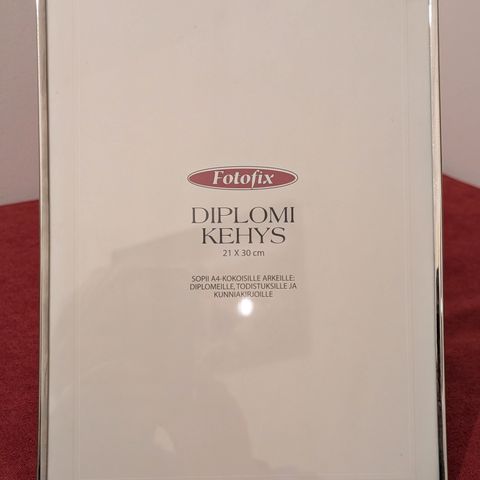 Fotofix
DIPLOMI
KEHYS
21 X 30 cm
SOPII A4-KOKOISILLE ARKEILLE;
DIPLOMEILLE, TODISTUKSILLE JA
KUNNIAKIRJOILLE